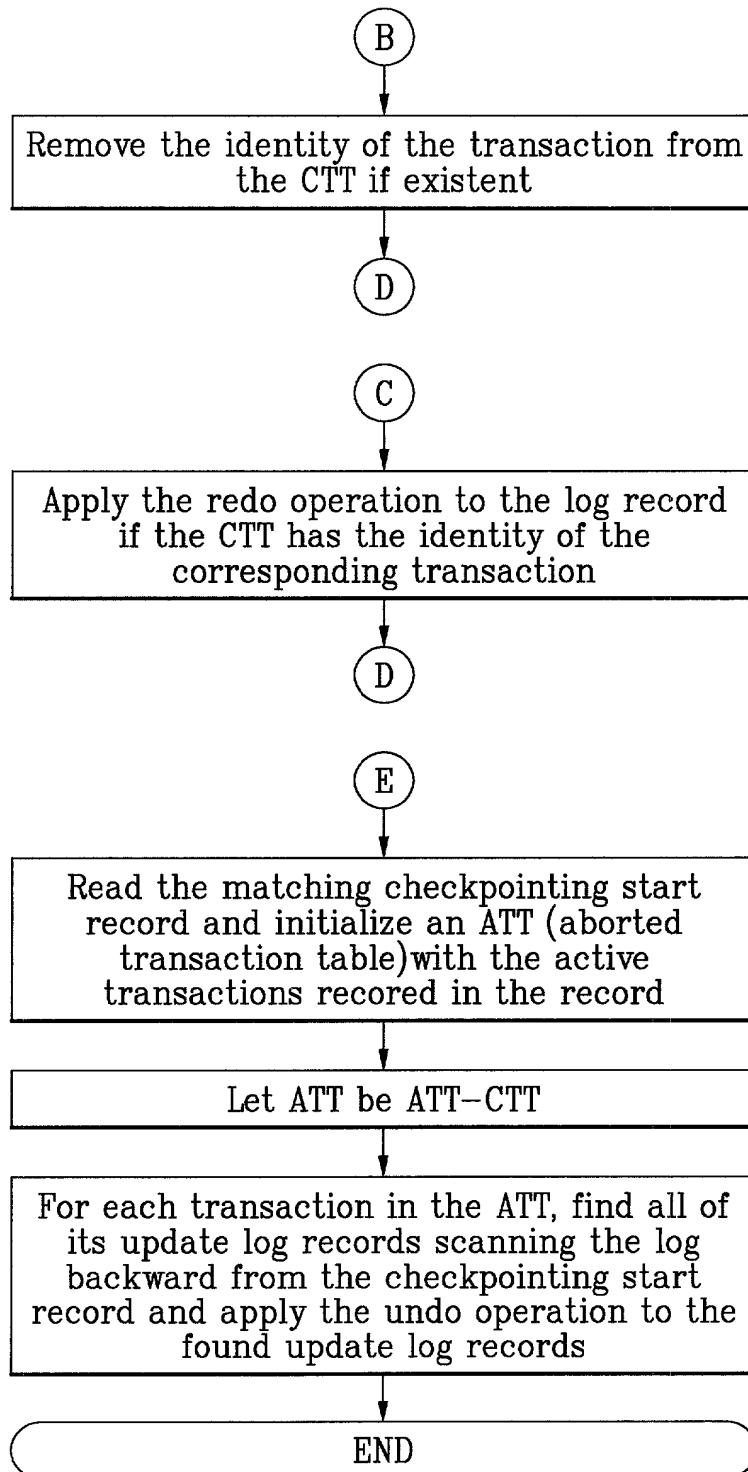 B
Remove the identity of the transaction from
the CTT if existent
D
C
Apply the redo operation to the log record
if the CTT has the identity of the
corresponding transaction
D
E
Read the matching checkpointing start
record and initialize an ATT (aborted
transaction table)with the active
transactions recored in the record
Let ATT be ATT-CTT
For each transaction in the ATT, find all of
its update log records scanning the log
backward from the checkpointing start
record and apply the undo operation to the
found update log records
END